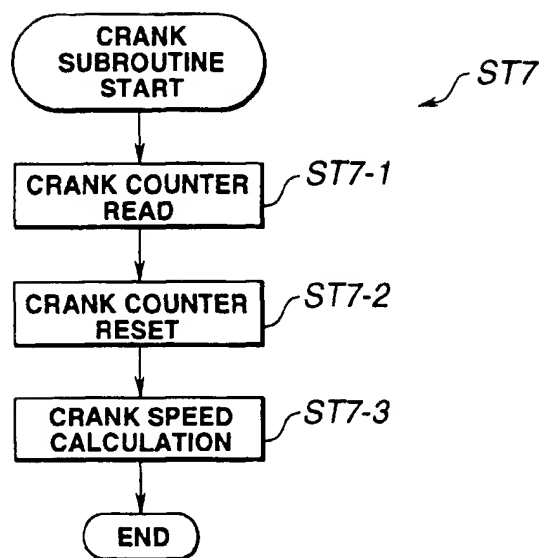 CRANK
SUBROUTINE
START
ST7
CRANK COUNTER
READ
ST7-1
CRANK COUNTER
RESET
ST7-2
CRANK SPEED
CALCULATION
ST7-3
END